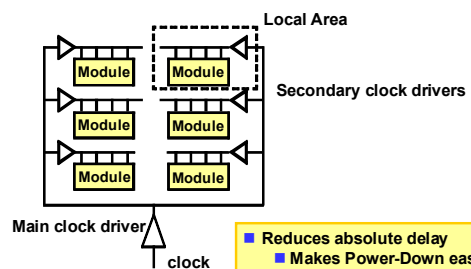 Local Area
Module Module
Secondary clock drivers
Module Module
Module Module
Main clock driver
clock
Reduces absolute delay
Makes Power-Down